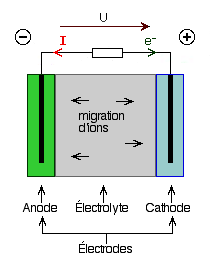 U
− +
I e-
migration
d'ions
Anode Électrolyte Cathode
Électrodes